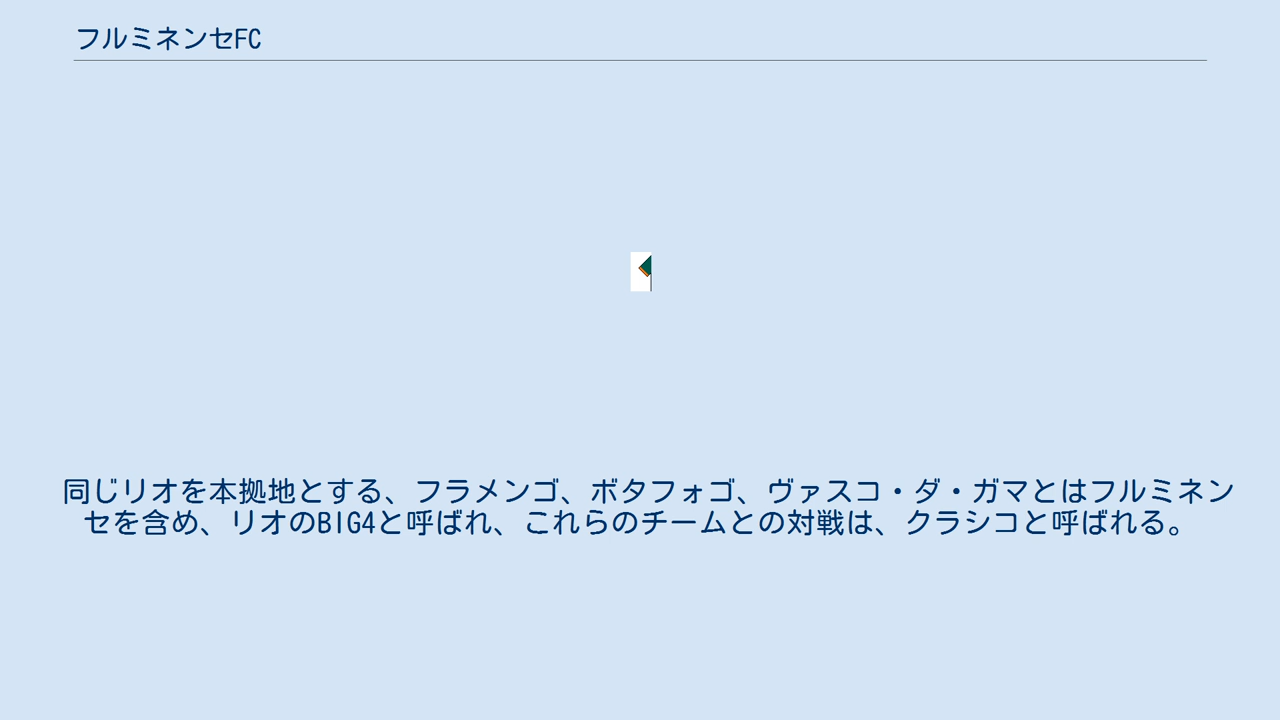 フルミネンセFC
同じリオを本拠地とする、フラメンゴ、ボタフォゴ、ヴァスコ・ダ・ガマとはフルミネン
セを含め、リオのBIG4と呼ばれ、これらのチームとの対戦は、クラシコと呼ばれる。